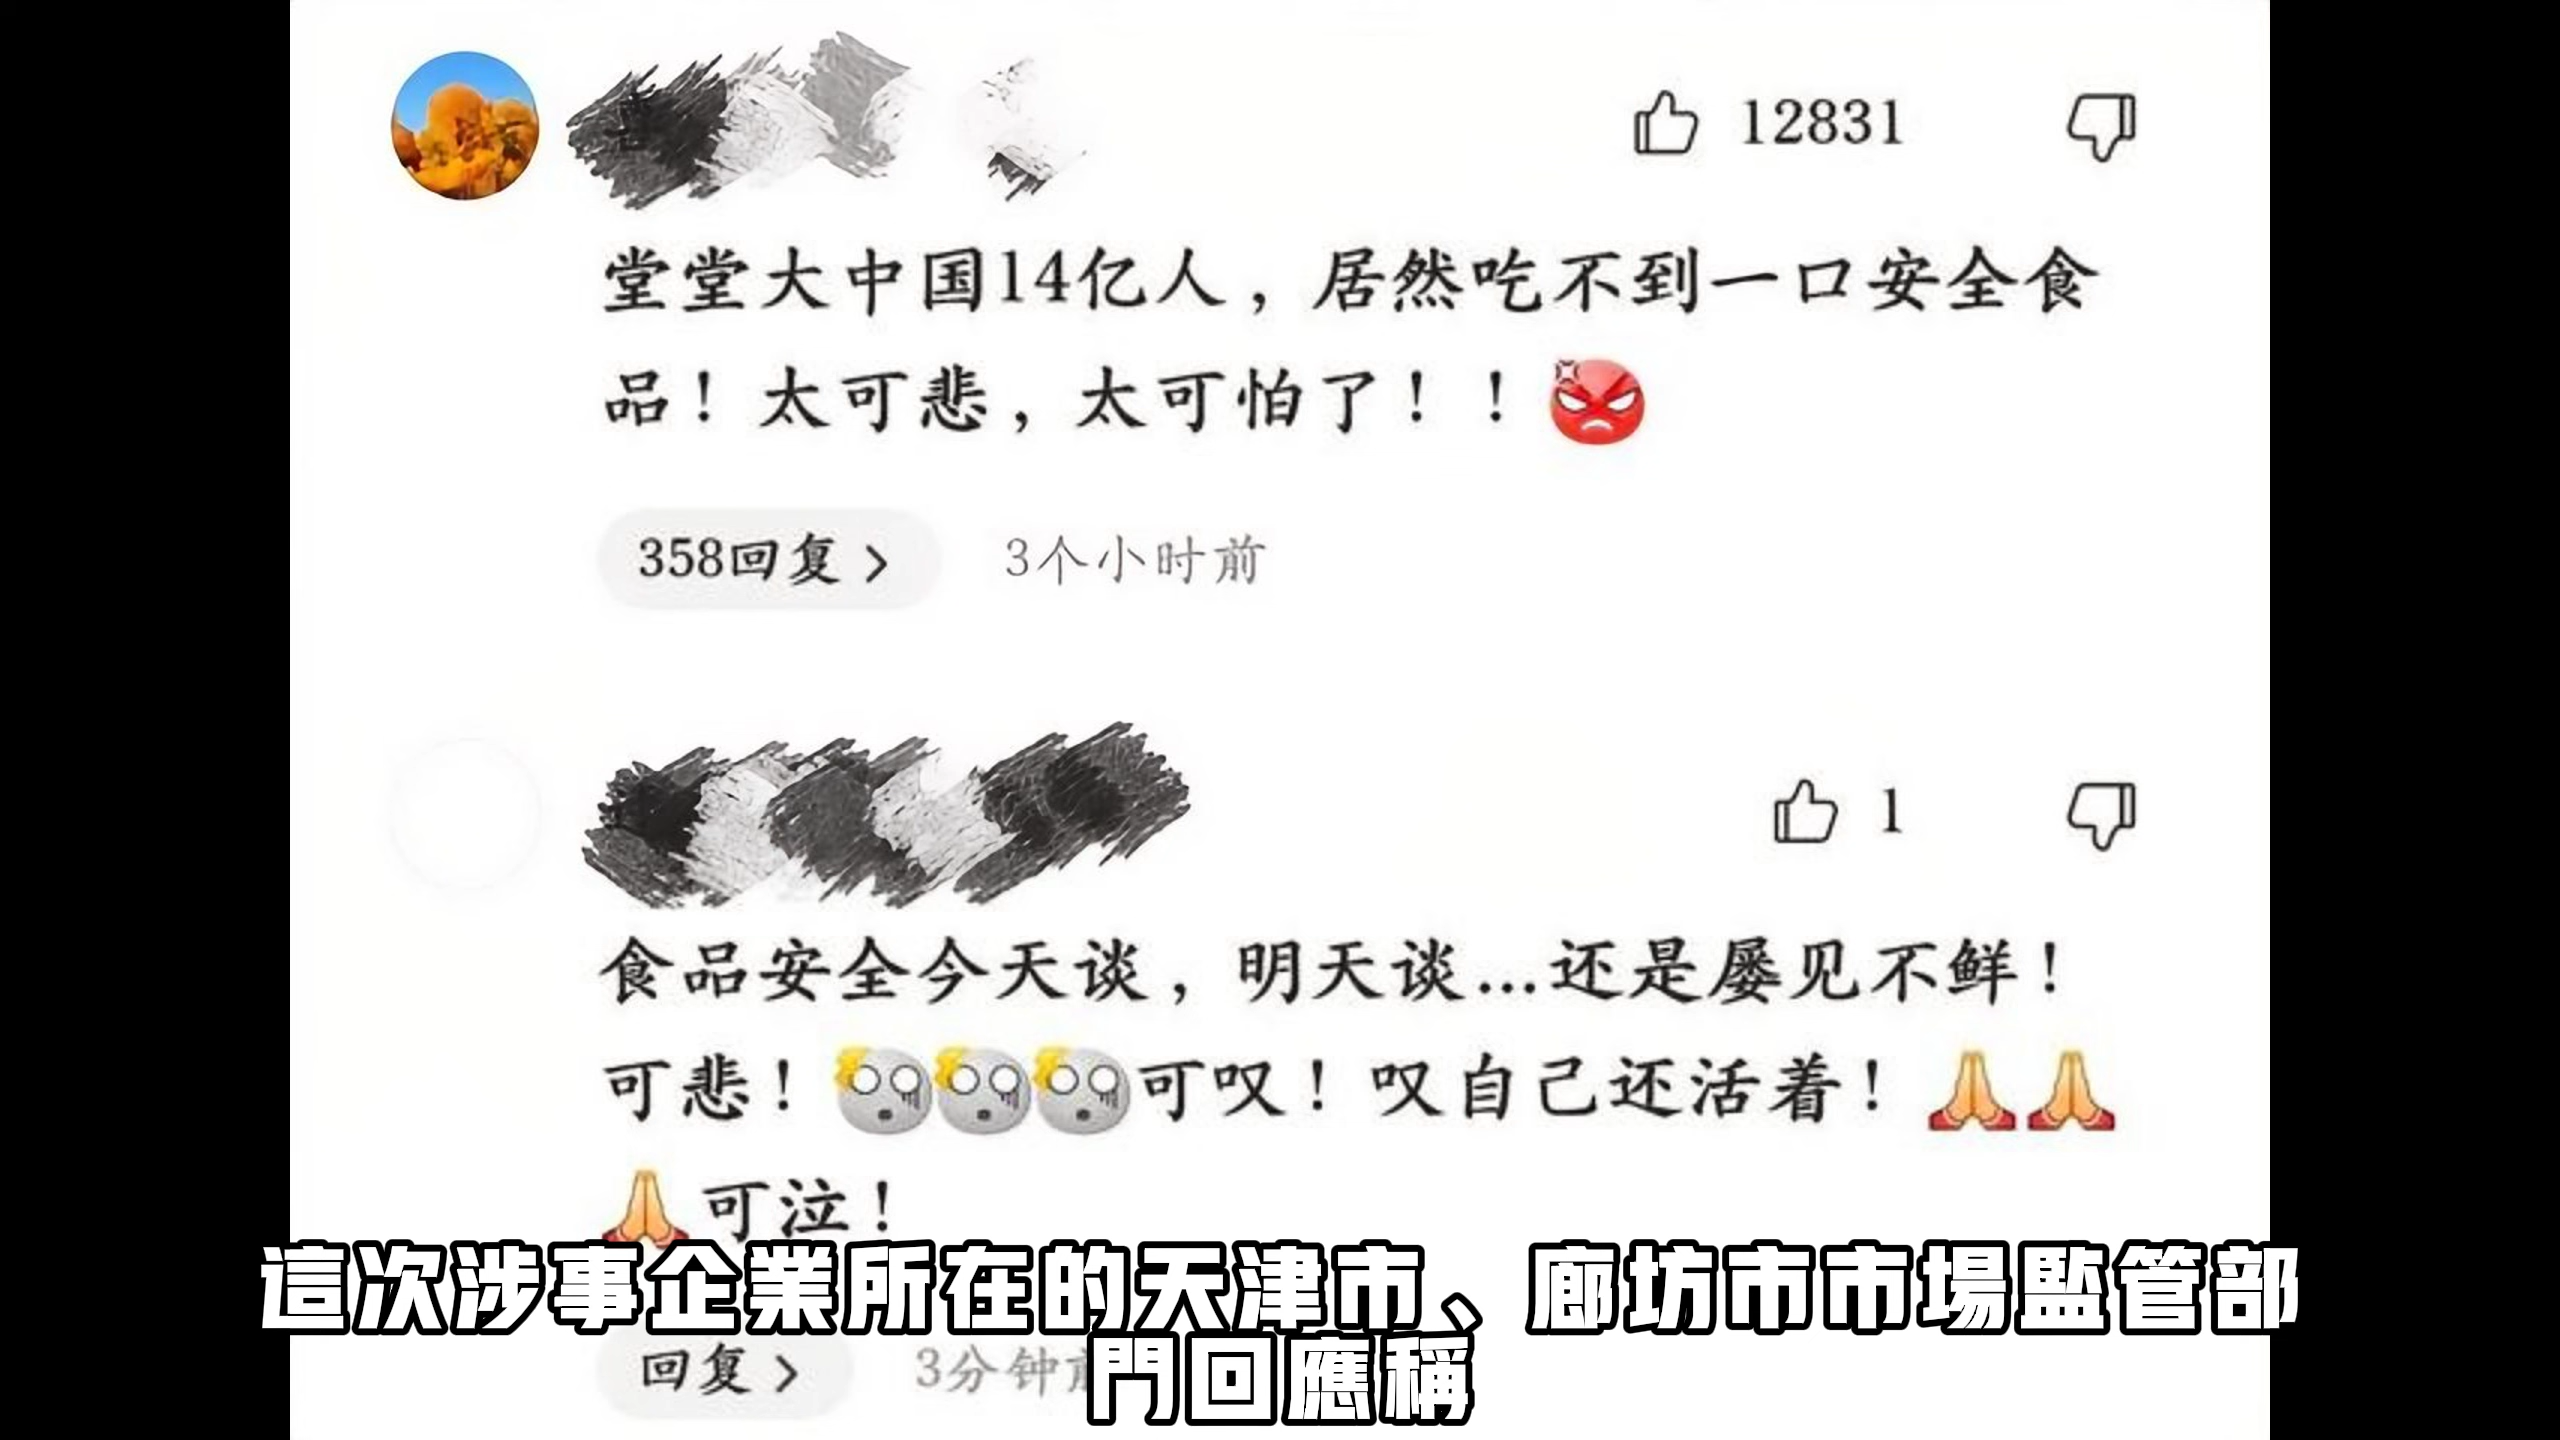 12831
堂堂大中国14亿人，居然吃不到一口安全食
品！太可悲，太可怕了！！
358回复 >
3个小时前
1
食品安全今天谈，明天谈...还是屡见不鲜！
可悲！可叹！叹自己还活着！
可泣！
這次涉事企業所在的天津市、廊坊市市場監管部
門回應稱
回复 >
3分钟前